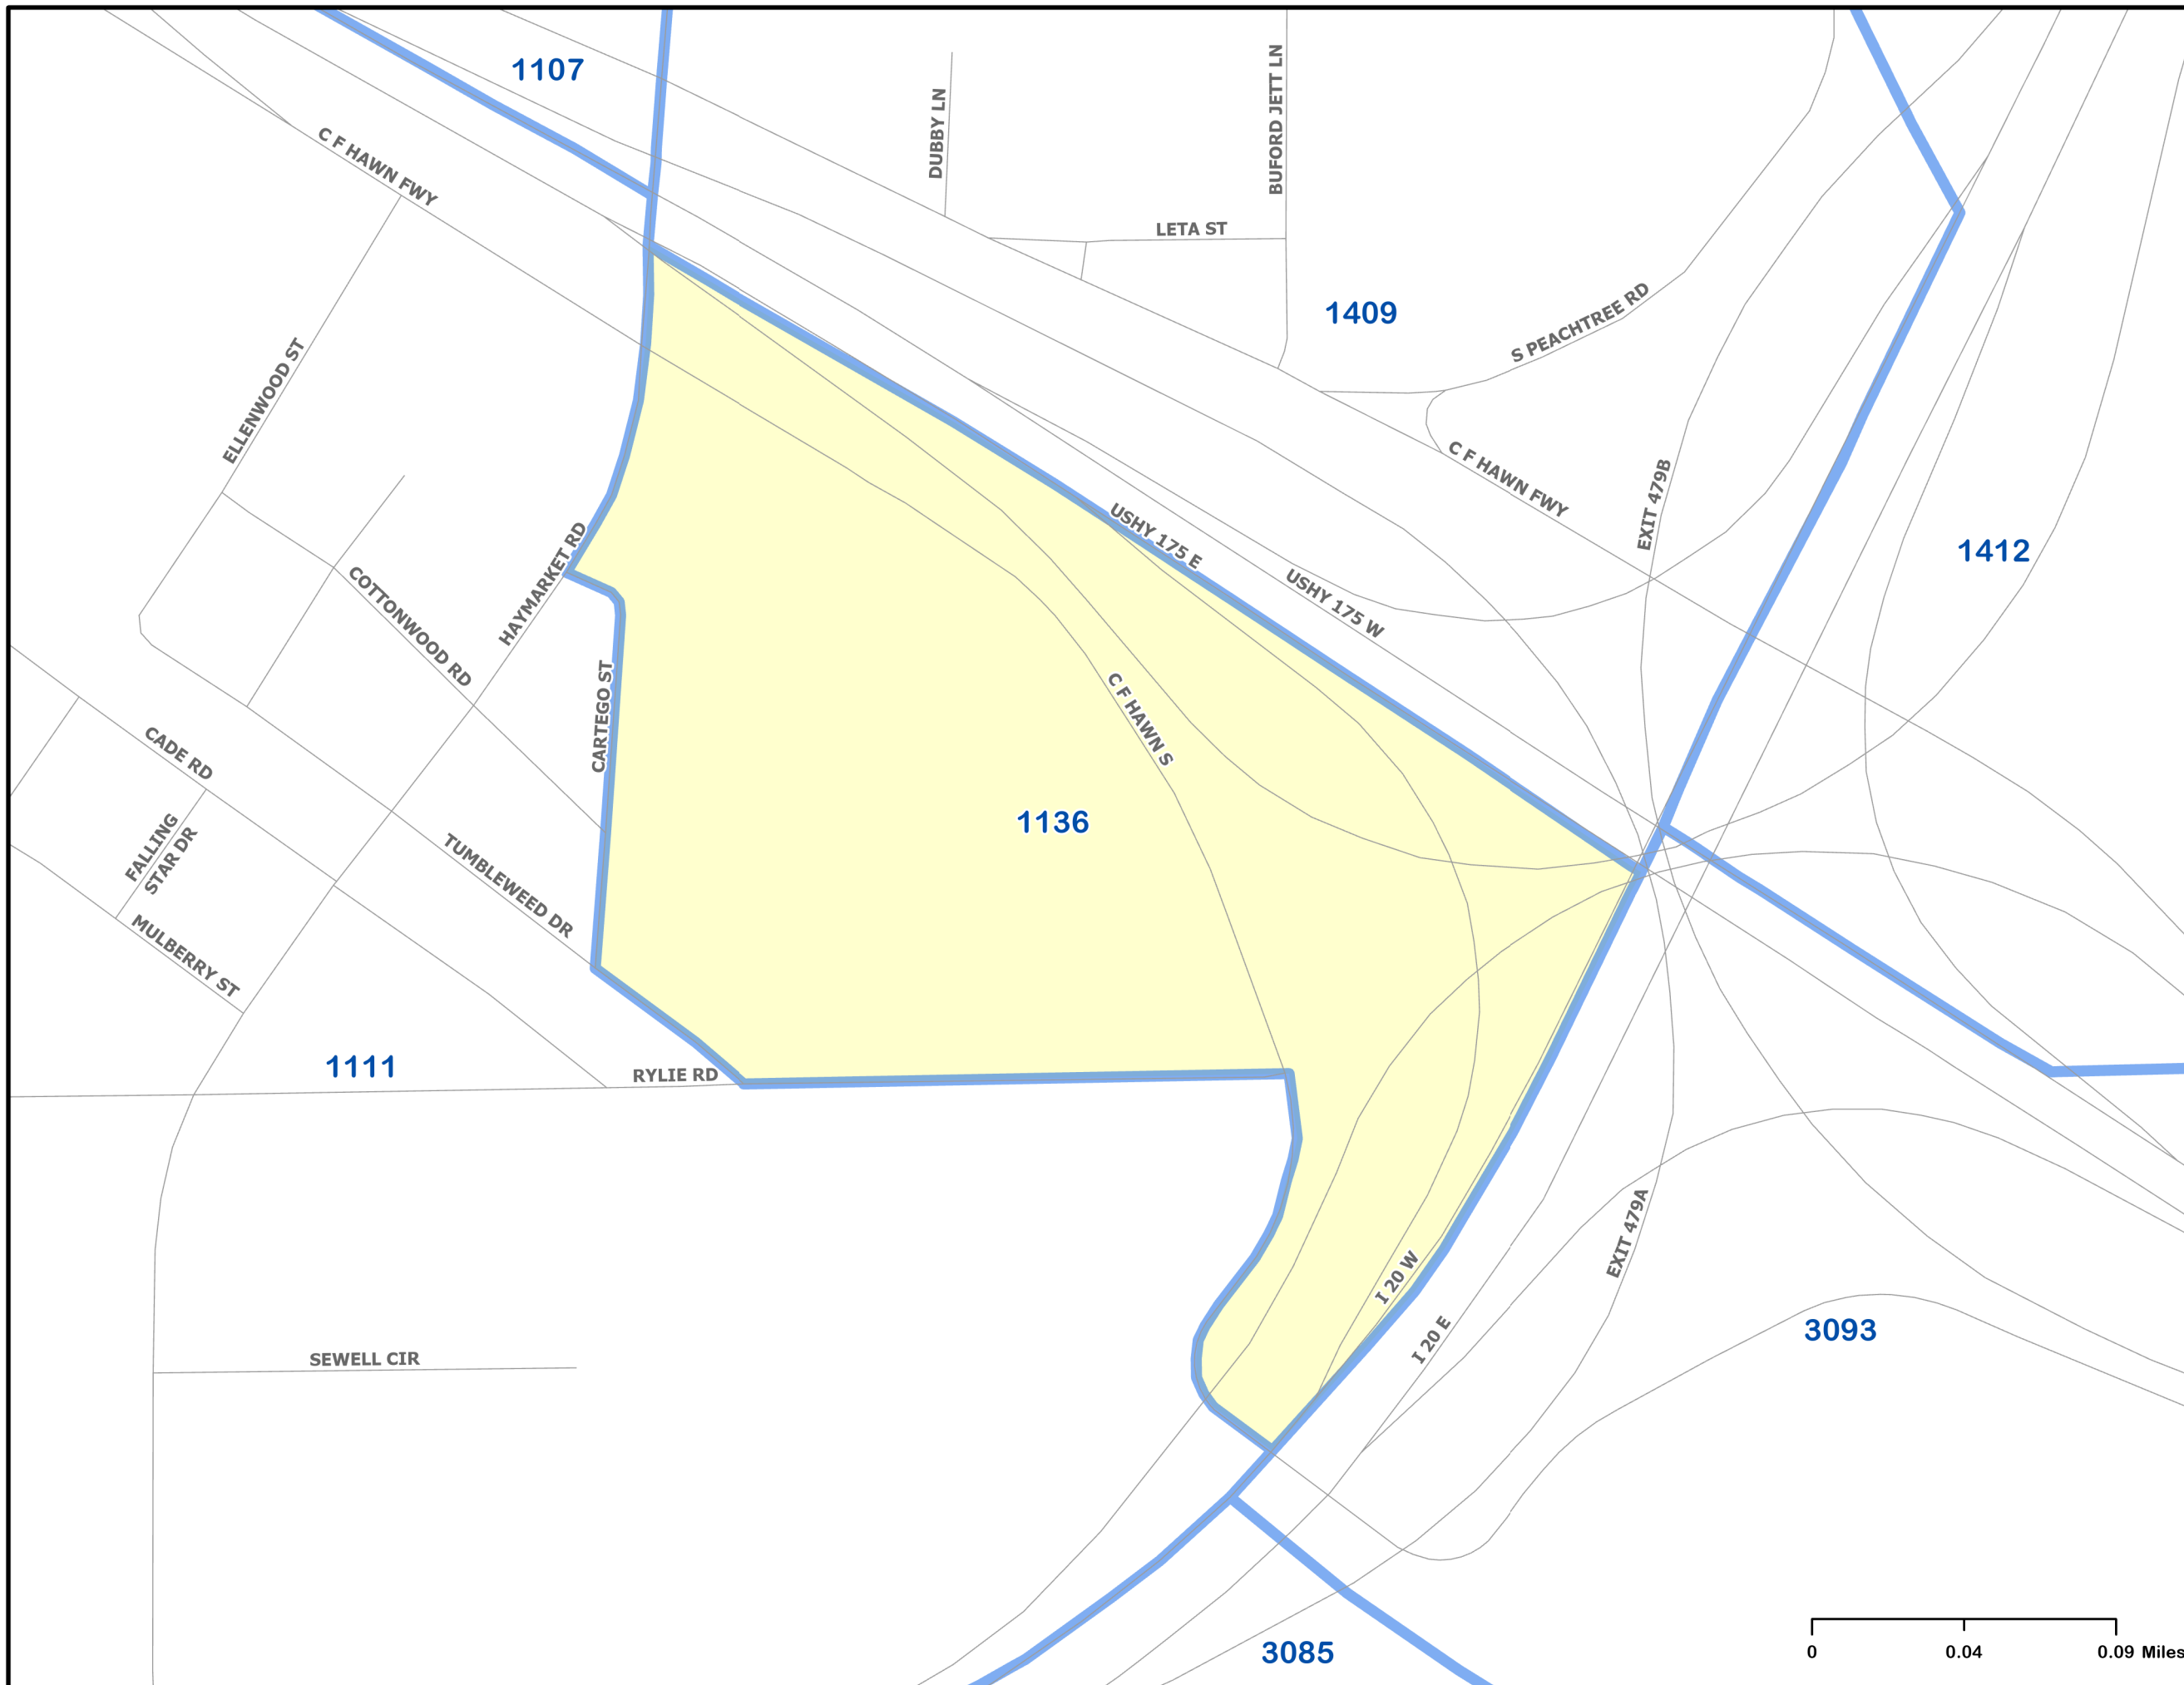 1107
DUBBY LN
BUFORD JETT LN
C F HAWN FWY
LETA ST
1409
S PEACHTREE RD
ELLENWOOD ST
C F HAWN FWY
EXIT 479B
USHY 175 E
1412
HAYMARKET RD
COTTONWOOD RD
USHY 175 W
CARTEGO ST
C F HAWN S
CADE RD
1136
FALLING
STAR DR
TUMBLEWEED DR
MULBERRY ST
1111
RYLIE RD
EXIT 479A
I 20 W
I 20 E
3093
SEWELL CIR
3085
0 0.04 0.09 Miles